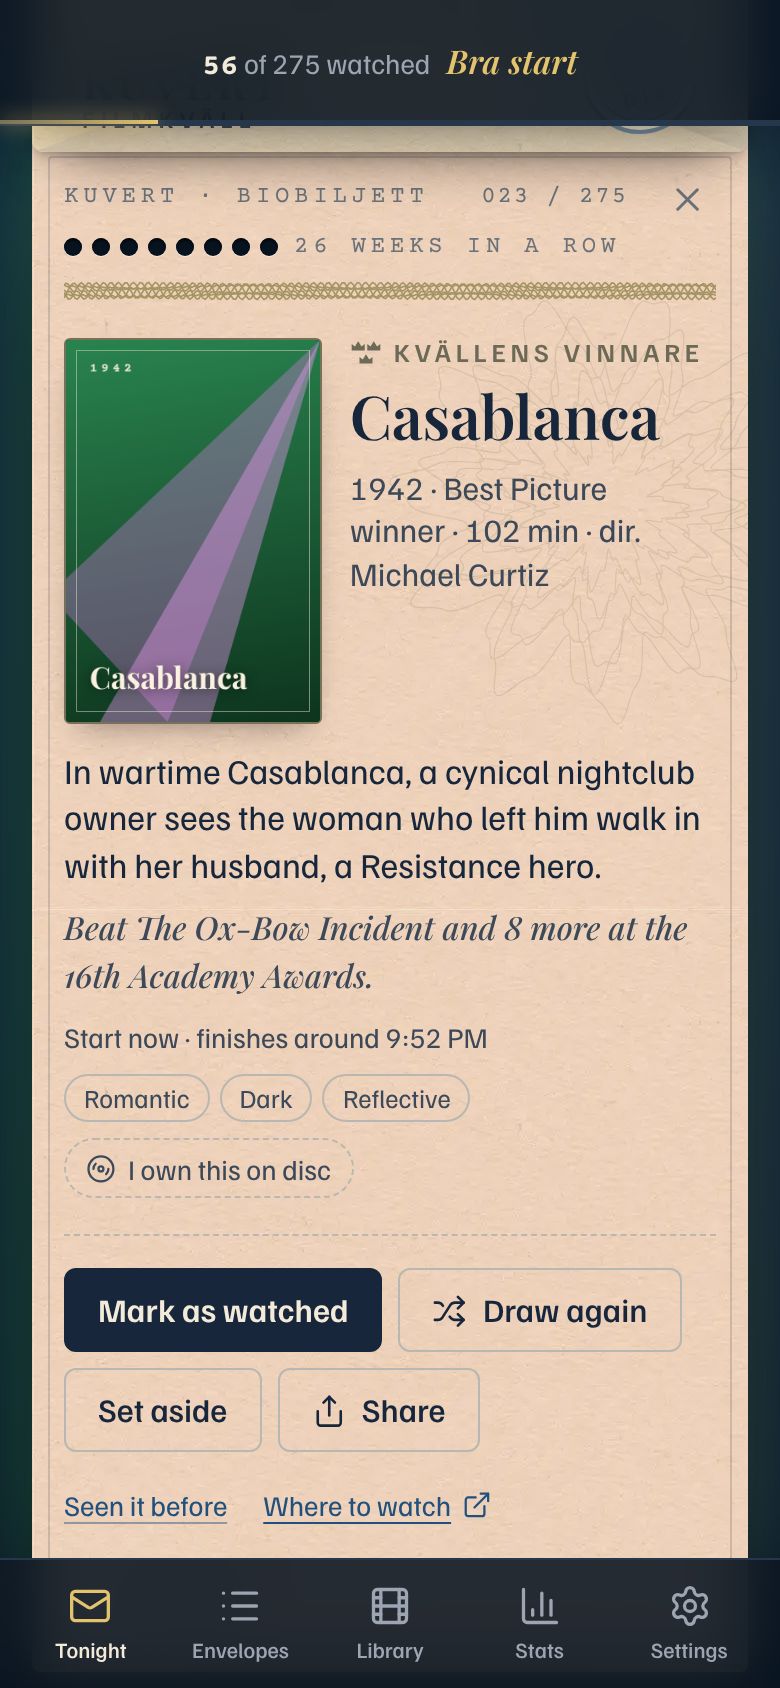 56 of 275 watched Bra start
FILMKVÄLL
KUVERT · BIOBILJETT 023 / 275
26 WEEKS IN A ROW
1942
Casablanca
KVÄLLENS VINNARE
Casablanca
1942 · Best Picture
winner · 102 min · dir.
Michael Curtiz
In wartime Casablanca, a cynical nightclub
owner sees the woman who left him walk in
with her husband, a Resistance hero.
Beat The Ox-Bow Incident and 8 more at the
16th Academy Awards.
Start now · finishes around 9:52 PM
Romantic Dark Reflective
I own this on disc
Mark as watched Draw again
Set aside Share
Seen it before Where to watch
Tonight Envelopes Library Stats Settings